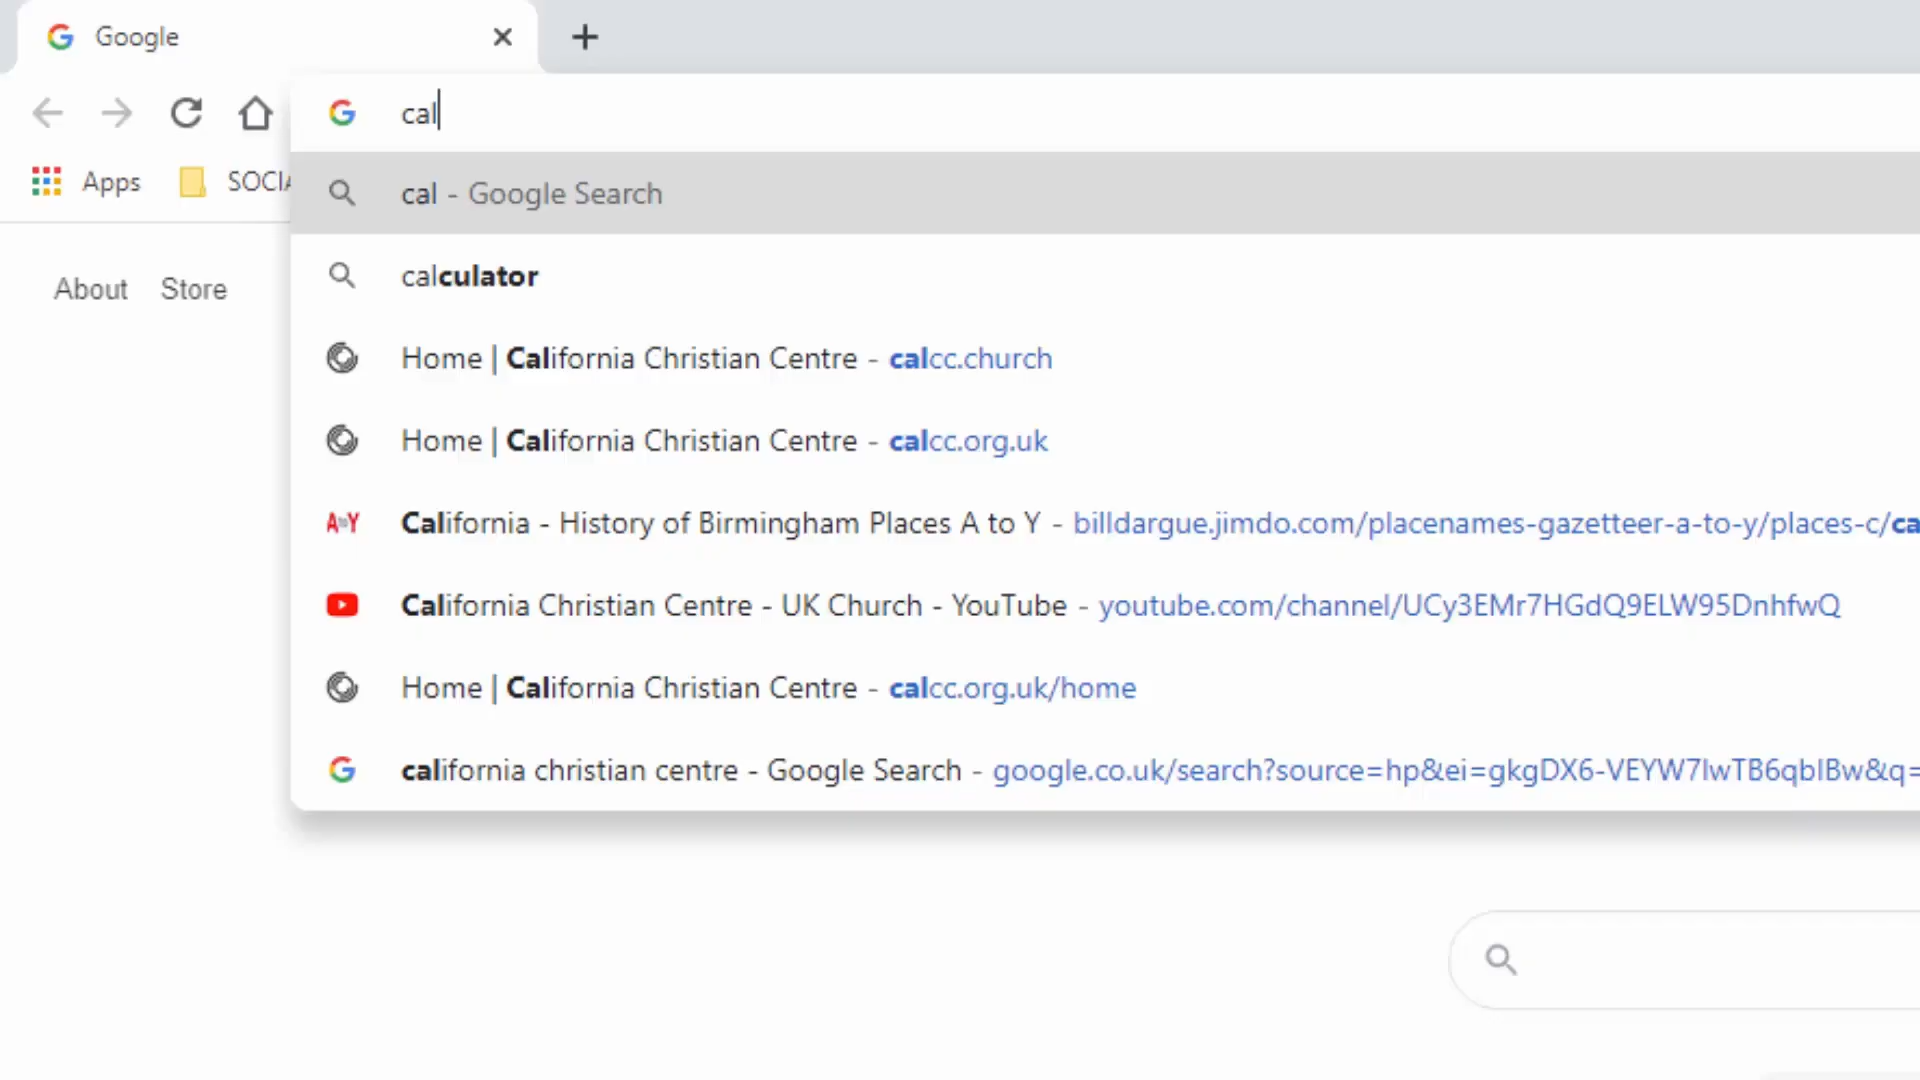 Google
cal
Apps SOCIA
cal - Google Search
About Store
calculator
Home | California Christian Centre - calcc.church
Home | California Christian Centre - calcc.org.uk
AtoY California - History of Birmingham Places A to Y - billdargue.jimdo.com/placenames-gazetteer-a-to-y/places-c/ca
California Christian Centre - UK Church - YouTube - youtube.com/channel/UCy3EMr7HGdQ9ELW95DnhfwQ
Home | California Christian Centre - calcc.org.uk/home
california christian centre - Google Search - google.co.uk/search?source=hp&ei=gkgDX6-VEYW7lwTB6qbIBw&q=